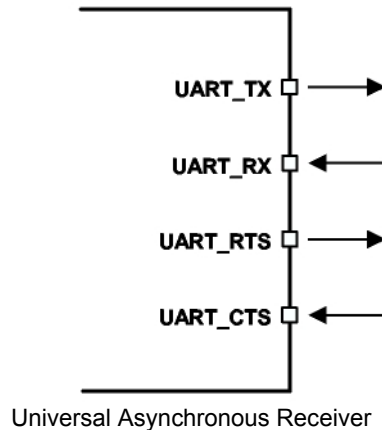 UART_TX
UART_RX
UART_RTS
UART_CTS
Universal Asynchronous Receiver